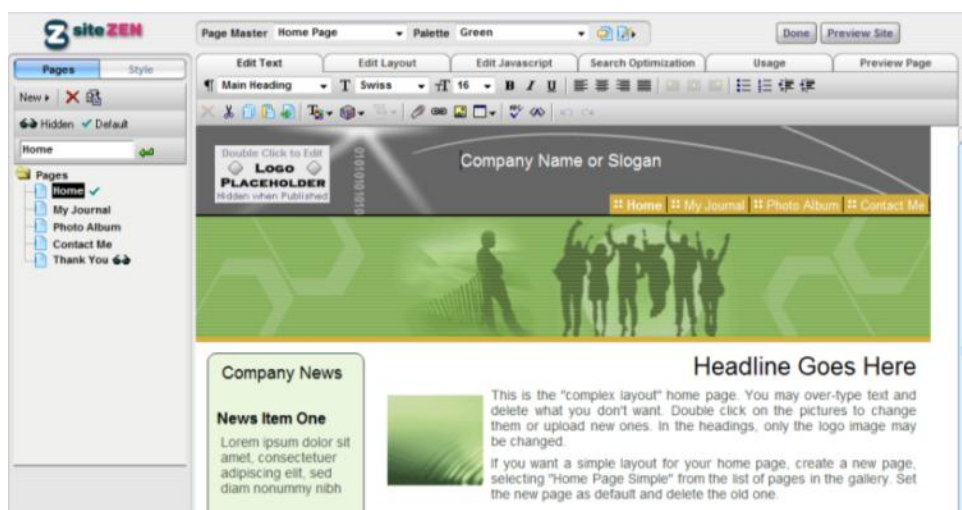 siteZEN
Page Master Home Page Palette Green Done Preview Site
Pages Style
Edit Text Edit Layout Edit Javascript Search Optimization Usage Preview Page
New
Main Heading T Swiss 16 B I U
Hidden Default
Home
Pages
Home
My Journal
Photo Album
Contact Me
Thank You
Double Click to Edit
LOGO
PLACEHOLDER
Hidden when Published
Company Name or Slogan
Home My Journal Photo Album Contact Me
Company News
News Item One
Lorem ipsum dolor sit
amet, consectetuer
adipiscing elit, sed
diam nonummy nibh
Headline Goes Here
This is the "complex layout" home page. You may over-type text and
delete what you don't want. Double click on the pictures to change
them or upload new ones. In the headings, only the logo image may
be changed.
If you want a simple layout for your home page, create a new page,
selecting "Home Page Simple" from the list of pages in the gallery. Set
the new page as default and delete the old one.